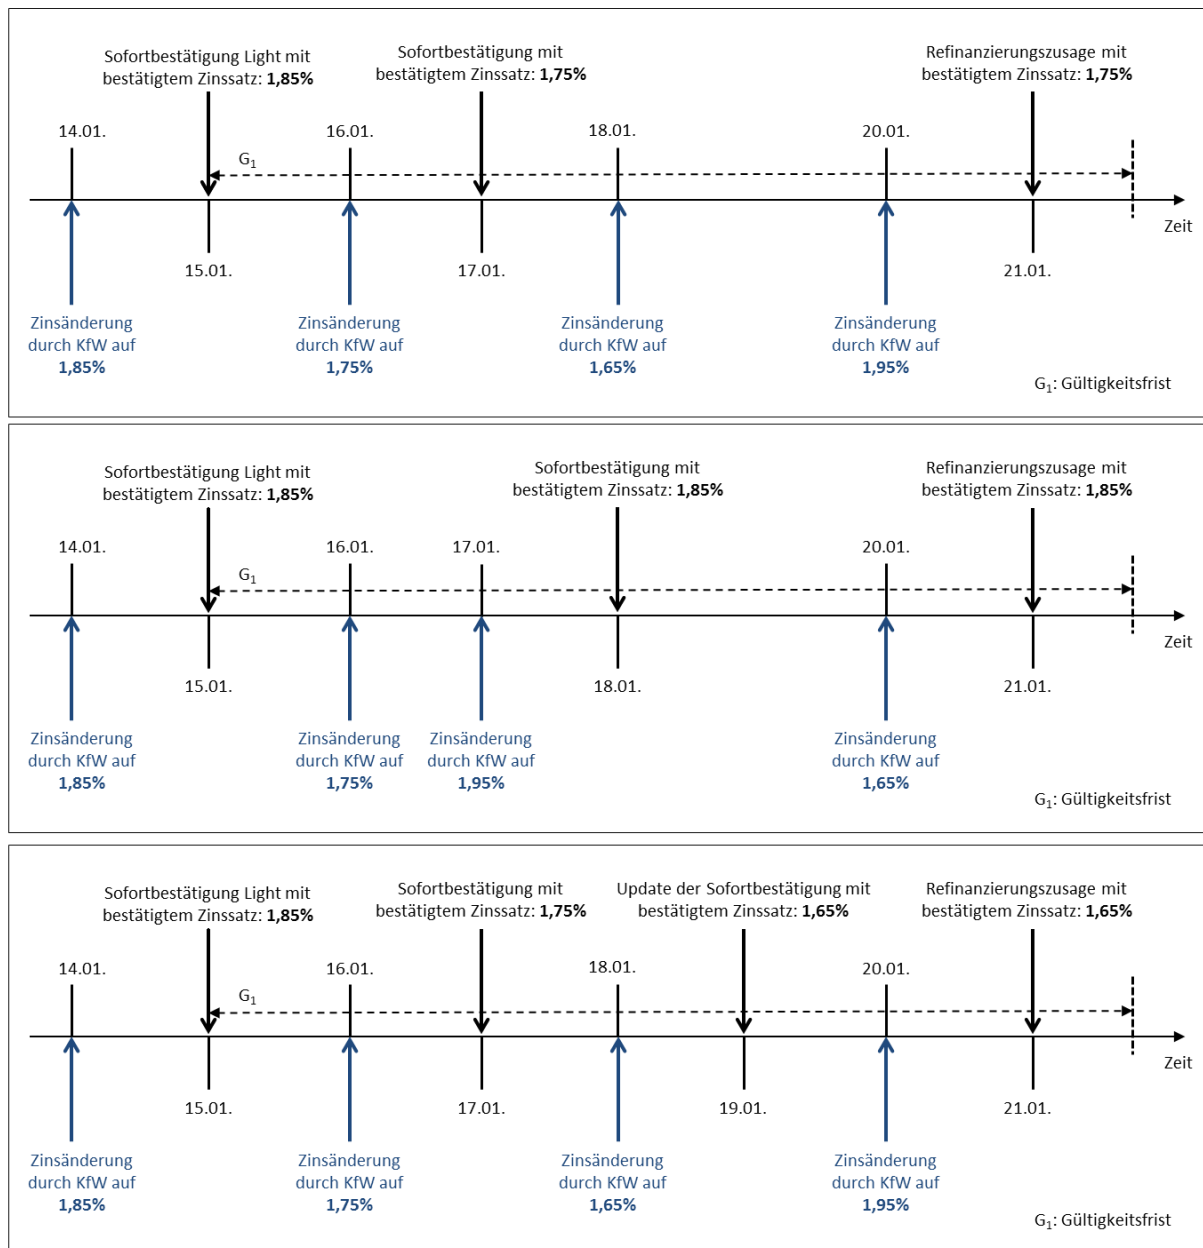 Sofortbestätigung Light mit
bestätigtem Zinssatz: 1,85%
Sofortbestätigung mit
bestätigtem Zinssatz: 1,75%
Refinanzierungszusage mit
bestätigtem Zinssatz: 1,75%
14.01.
16.01.
18.01.
20.01.
G₁
Zeit
15.01.
17.01.
21.01.
Zinsänderung
durch KfW auf
1,85%
Zinsänderung
durch KfW auf
1,75%
Zinsänderung
durch KfW auf
1,65%
Zinsänderung
durch KfW auf
1,95%
G₁: Gültigkeitsfrist
Sofortbestätigung Light mit
bestätigtem Zinssatz: 1,85%
Sofortbestätigung mit
bestätigtem Zinssatz: 1,85%
Refinanzierungszusage mit
bestätigtem Zinssatz: 1,85%
14.01.
16.01.
17.01.
20.01.
G₁
Zeit
15.01.
18.01.
21.01.
Zinsänderung
durch KfW auf
1,85%
Zinsänderung
durch KfW auf
1,75%
Zinsänderung
durch KfW auf
1,95%
Zinsänderung
durch KfW auf
1,65%
G₁: Gültigkeitsfrist
Sofortbestätigung Light mit
bestätigtem Zinssatz: 1,85%
Sofortbestätigung mit
bestätigtem Zinssatz: 1,75%
Update der Sofortbestätigung mit
bestätigtem Zinssatz: 1,65%
Refinanzierungszusage mit
bestätigtem Zinssatz: 1,65%
14.01.
16.01.
18.01.
20.01.
G₁
Zeit
15.01.
17.01.
19.01.
21.01.
Zinsänderung
durch KfW auf
1,85%
Zinsänderung
durch KfW auf
1,75%
Zinsänderung
durch KfW auf
1,65%
Zinsänderung
durch KfW auf
1,95%
G₁: Gültigkeitsfrist